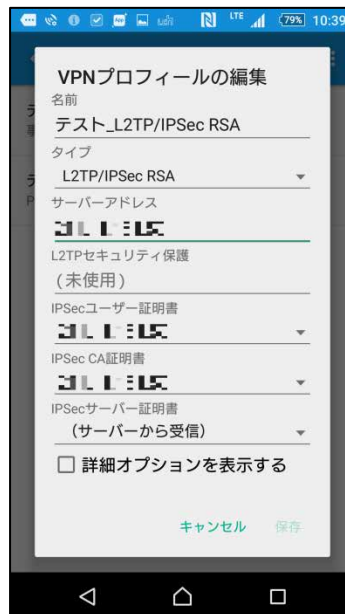 LTE 79% 10:39
VPNプロフィールの編集
名前
テスト_L2TP/IPSec RSA
タイプ
L2TP/IPSec RSA
サーバーアドレス
L2TPセキュリティ保護
(未使用)
IPSecユーザー証明書
IPSec CA証明書
IPSecサーバー証明書
(サーバーから受信)
詳細オプションを表示する
キャンセル 保存